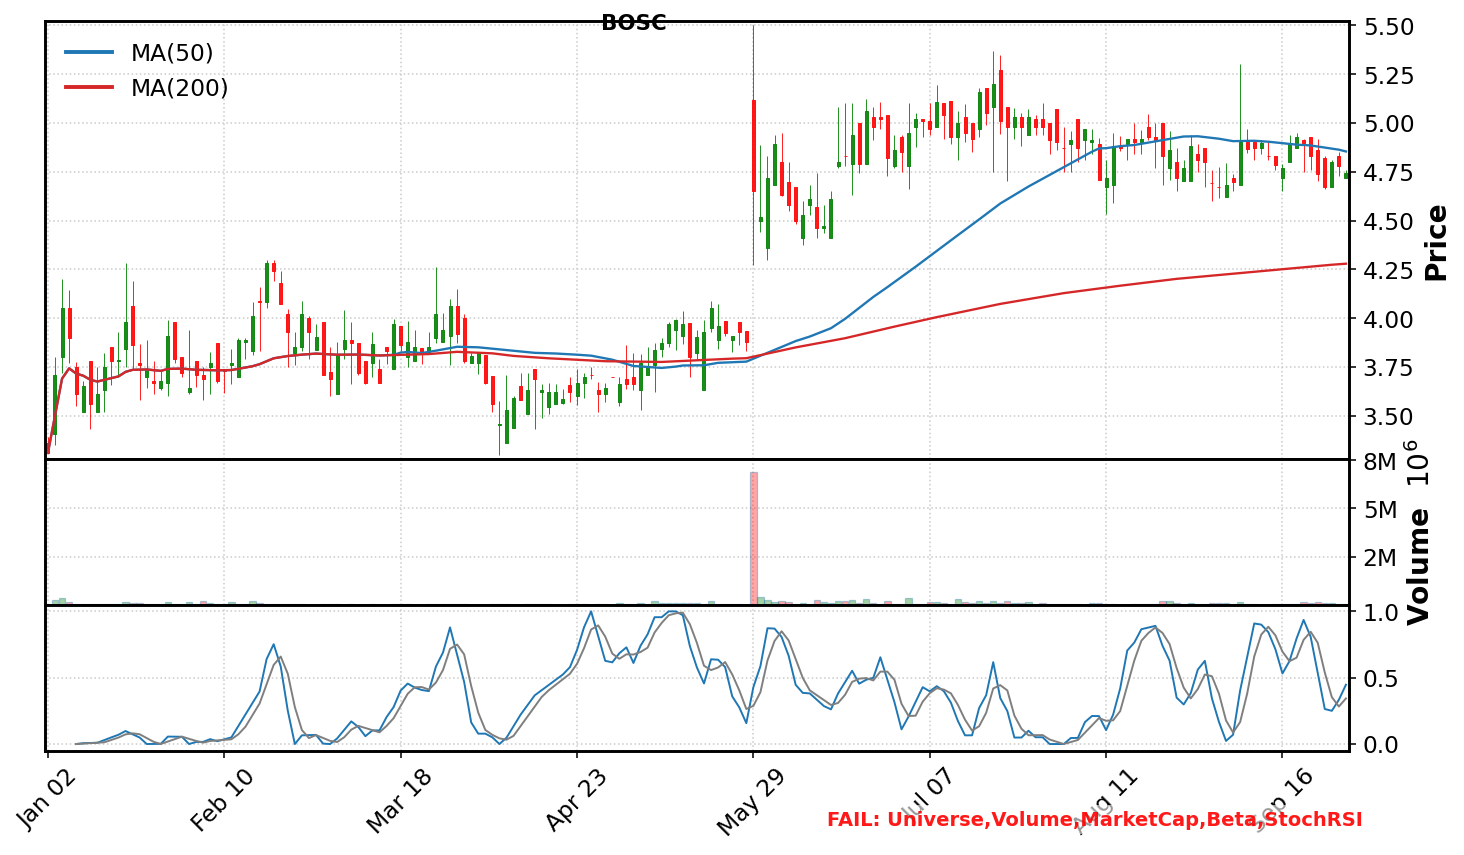 BOSC
MA(50)
MA(200)
5.50
5.25
5.00
4.75
4.50
4.25
4.00
3.75
3.50
Price
8M
5M
2M
Volume 10^6
1.0
0.5
0.0
Jan 02
Feb 10
Mar 18
Apr 23
May 29
Jul 07
Aug 11
Sep 16
FAIL: Universe,Volume,MarketCap,Beta,StochRSI